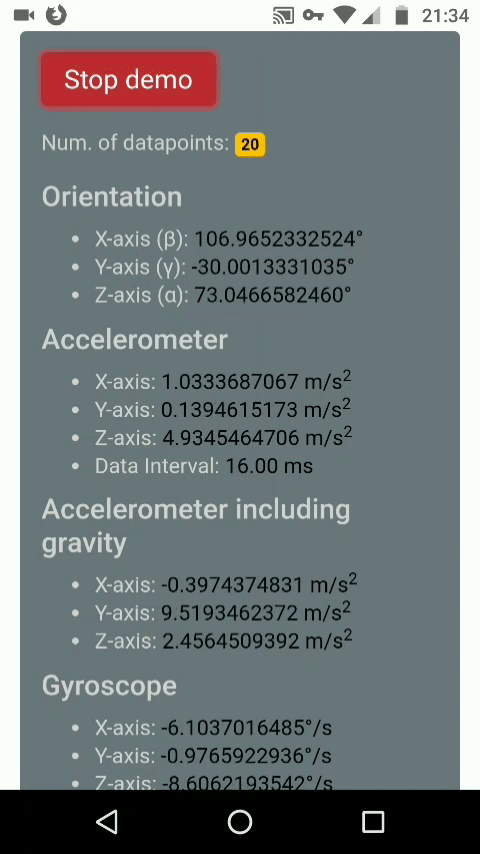 21:34
Stop demo
Num. of datapoints: 20
Orientation
• X-axis (β): 106.9652332524°
• Y-axis (γ): -30.0013331035°
• Z-axis (α): 73.0466582460°
Accelerometer
• X-axis: 1.0333687067 m/s²
• Y-axis: 0.1394615173 m/s²
• Z-axis: 4.9345464706 m/s²
• Data Interval: 16.00 ms
Accelerometer including
gravity
• X-axis: -0.3974374831 m/s²
• Y-axis: 9.5193462372 m/s²
• Z-axis: 2.4564509392 m/s²
Gyroscope
• X-axis: -6.1037016485°/s
• Y-axis: -0.9765922936°/s
• Z-axis: -8.6062193542°/s